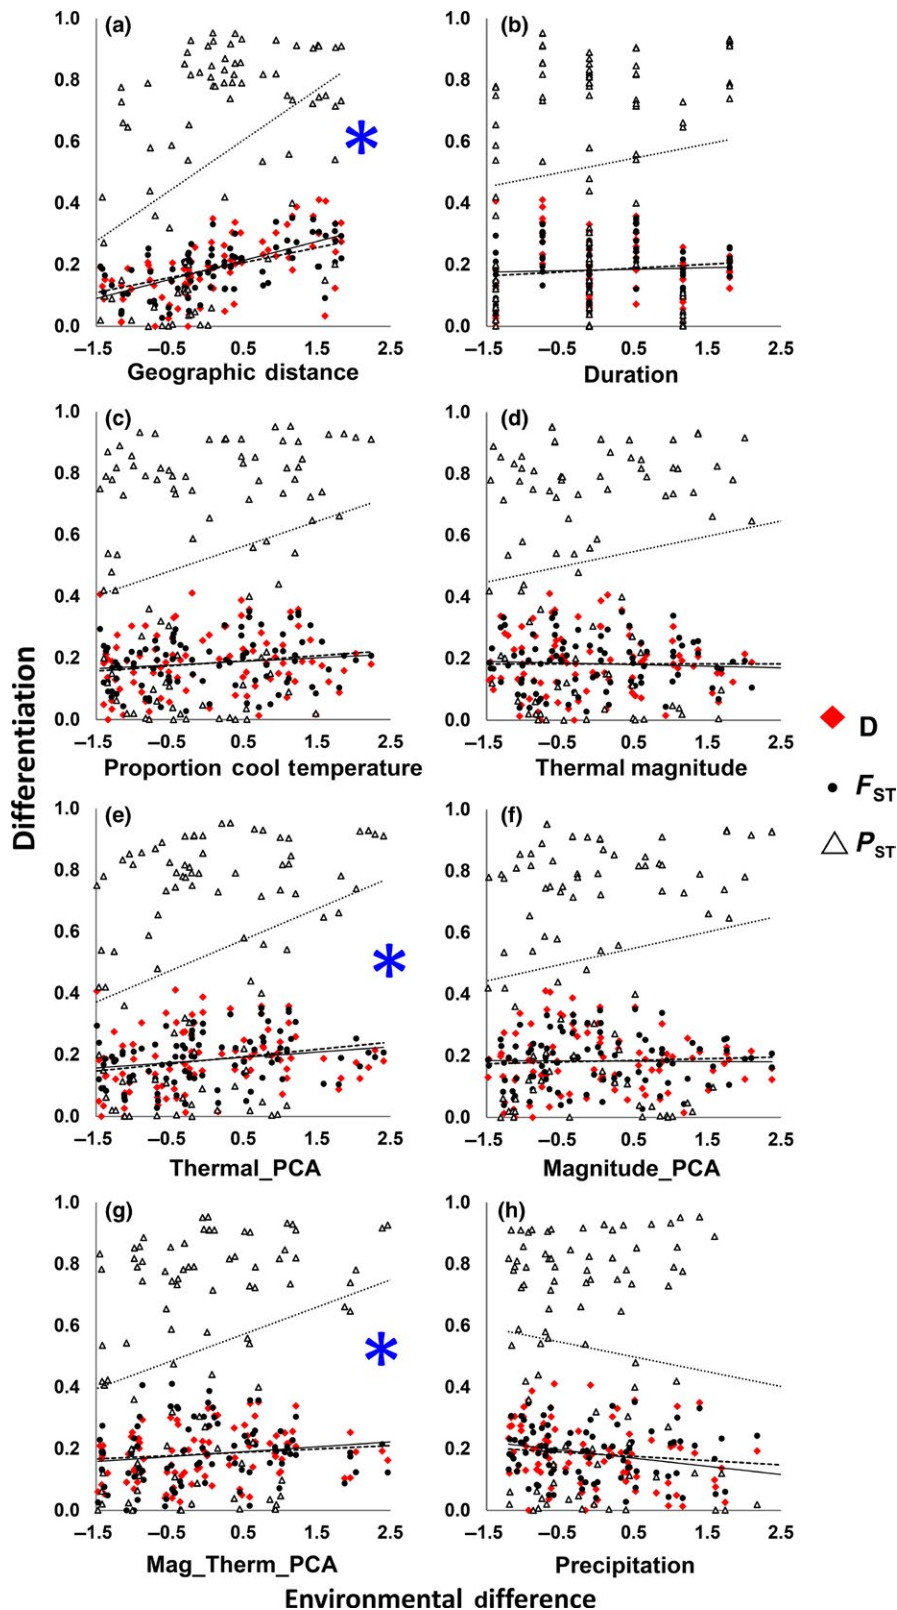 (a)
1.0
0.8
0.6
0.4
0.2
0.0
–1.5 –0.5 0.5 1.5 2.5
Geographic distance
*
(b)
1.0
0.8
0.6
0.4
0.2
0.0
–1.5 –0.5 0.5 1.5 2.5
Duration
(c)
1.0
0.8
0.6
0.4
0.2
0.0
–1.5 –0.5 0.5 1.5 2.5
Proportion cool temperature
(d)
1.0
0.8
0.6
0.4
0.2
0.0
–1.5 –0.5 0.5 1.5 2.5
Thermal magnitude
(e)
1.0
0.8
0.6
0.4
0.2
0.0
–1.5 –0.5 0.5 1.5 2.5
Thermal_PCA
*
(f)
1.0
0.8
0.6
0.4
0.2
0.0
–1.5 –0.5 0.5 1.5 2.5
Magnitude_PCA
(g)
1.0
0.8
0.6
0.4
0.2
0.0
–1.5 –0.5 0.5 1.5 2.5
Mag_Therm_PCA
*
(h)
1.0
0.8
0.6
0.4
0.2
0.0
–1.5 –0.5 0.5 1.5 2.5
Precipitation
Differentiation
Environmental difference
D
FST
PST